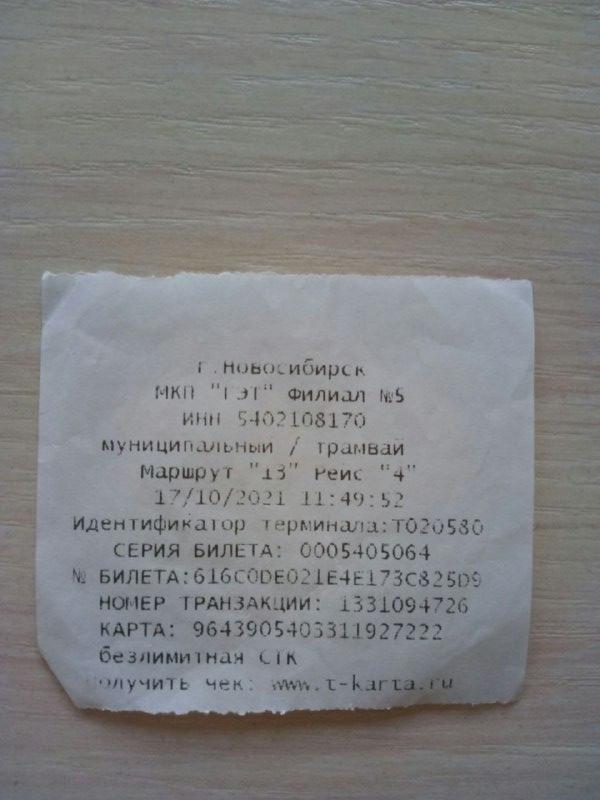 г.Новосибирск
МКП "ГЭТ" Филиал №5
ИНН 5402108170
муниципальный / трамвай
Маршрут "13" Рейс "4"
17/10/2021 11:49:52
Идентификатор терминала:T020580
СЕРИЯ БИЛЕТА: 0005405064
№ БИЛЕТА:616C0DE021E4E173C825D9
НОМЕР ТРАНЗАКЦИИ: 1331094726
КАРТА: 9643905403311927222
безлимитная СТК
получить чек: www.t-karta.ru